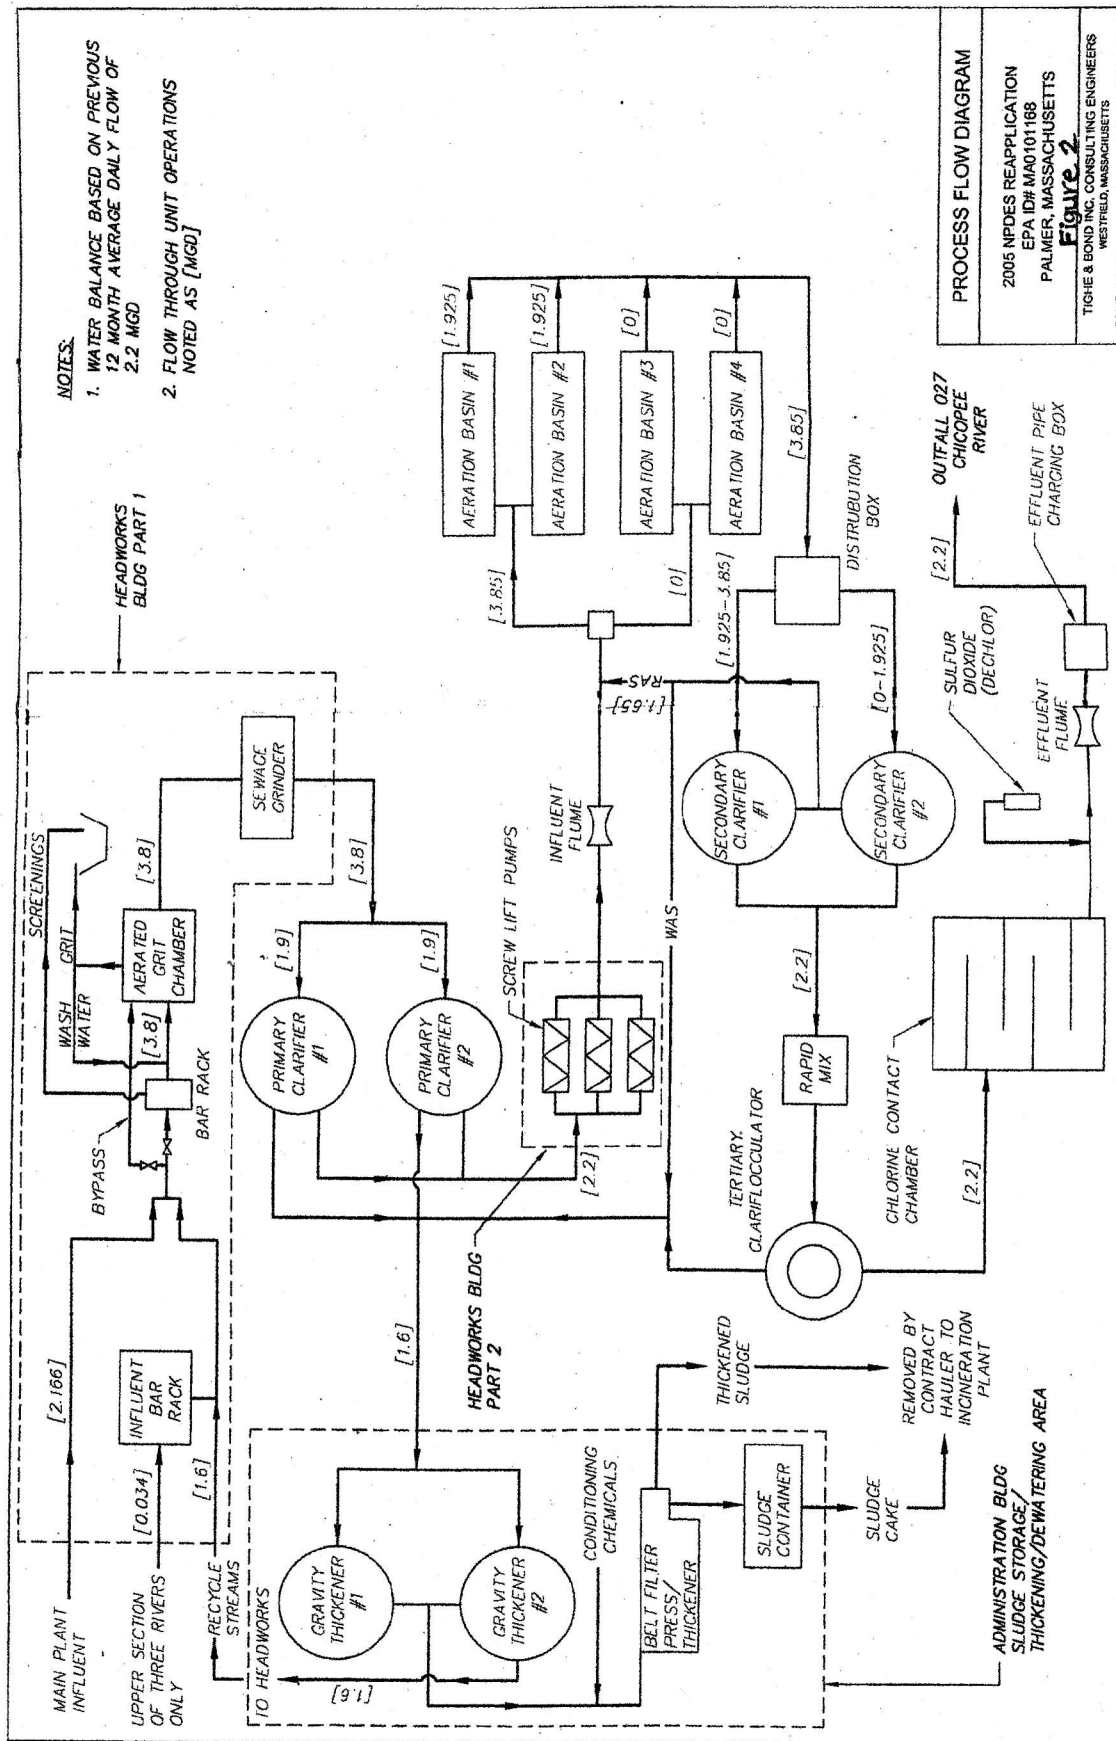 NOTES:
1. WATER BALANCE BASED ON PREVIOUS
12 MONTH AVERAGE DAILY FLOW OF
2.2 MGD
2. FLOW THROUGH UNIT OPERATIONS
NOTED AS [MGD]
HEADWORKS
BLDG PART 1
MAIN PLANT
INFLUENT
[2.166]
UPPER SECTION
OF THREE RIVERS
ONLY
[0.034]
INFLUENT
BAR
RACK
RECYCLE
STREAMS
[1.6]
BYPASS
BAR RACK
SCREENINGS
WASH
WATER
GRIT
[3.8]
AERATED
GRIT
CHAMBER
[3.8]
SEWAGE
GRINDER
[3.8]
[1.9]
[1.9]
PRIMARY
CLARIFIER
#1
PRIMARY
CLARIFIER
#2
[1.6]
[2.2]
HEADWORKS BLDG
PART 2
SCREW LIFT PUMPS
INFLUENT
FLUME
[3.85]
[0]
AERATION BASIN #1
AERATION BASIN #2
AERATION BASIN #3
AERATION BASIN #4
[1.925]
[1.925]
[0]
[0]
[3.85]
DISTRUBUTION
BOX
[1.925-3.85]
[0-1.925]
RAS
[1.65]
WAS
SECONDARY
CLARIFIER
#1
SECONDARY
CLARIFIER
#2
[2.2]
RAPID
MIX
TERTIARY
CLARIFLOCCULATOR
[2.2]
CHLORINE CONTACT
CHAMBER
SULFUR
DIOXIDE
(DECHLOR)
EFFLUENT
FLUME
EFFLUENT PIPE
CHARGING BOX
[2.2]
OUTFALL 027
CHICOPEE
RIVER
TO HEADWORKS
[1.6]
GRAVITY
THICKENER
#1
GRAVITY
THICKENER
#2
CONDITIONING
CHEMICALS
BELT FILTER
PRESS/
THICKENER
THICKENED
SLUDGE
SLUDGE
CONTAINER
SLUDGE
CAKE
REMOVED BY
CONTRACT
HAULER TO
INCINERATION
PLANT
ADMINISTRATION BLDG
SLUDGE STORAGE/
THICKENING/DEWATERING AREA
PROCESS FLOW DIAGRAM
2005 NPDES REAPPLICATION
EPA ID# MA0101168
PALMER, MASSACHUSETTS
Figure 2
TIGHE & BOND INC. CONSULTING ENGINEERS
WESTFIELD, MASSACHUSETTS